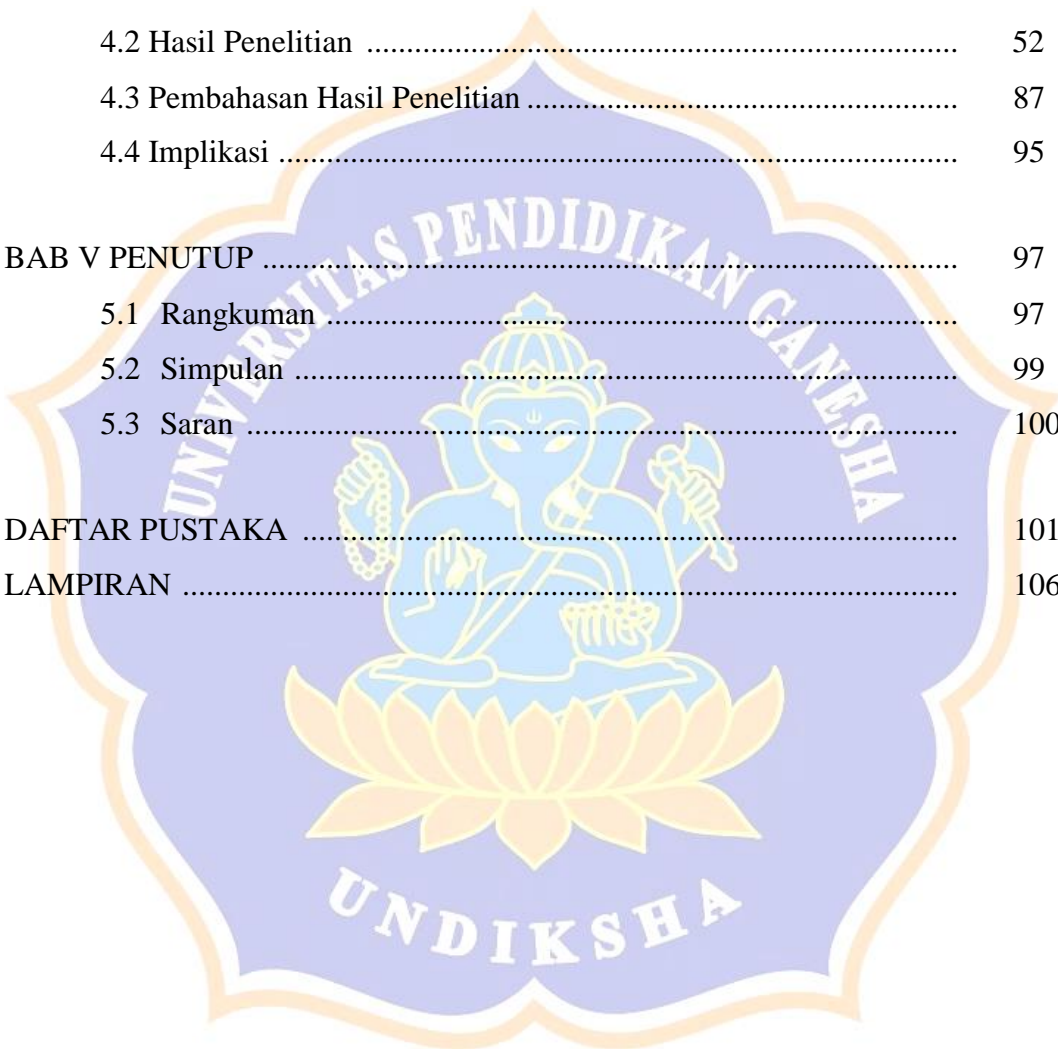 4.2 Hasil Penelitian ........................................................................... 52
4.3 Pembahasan Hasil Penelitian ...................................................... 87
4.4 Implikasi ...................................................................................... 95
UNIVERSITAS PENDIDIKAN GANESHA
BAB V PENUTUP ........................................................................................ 97
5.1 Rangkuman ................................................................................ 97
5.2 Simpulan .................................................................................... 99
5.3 Saran .......................................................................................... 100
DAFTAR PUSTAKA ................................................................................... 101
LAMPIRAN .................................................................................................. 106
UNDIKSHA